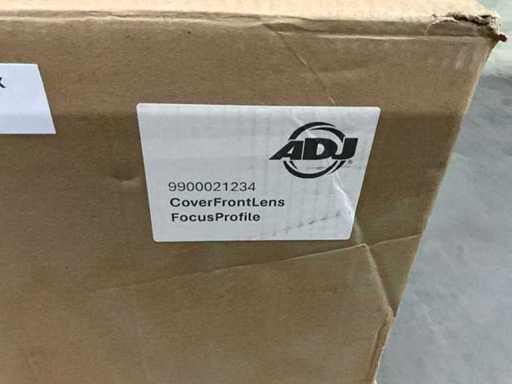 x
ADJ
9900021234
CoverFrontLens
FocusProfile